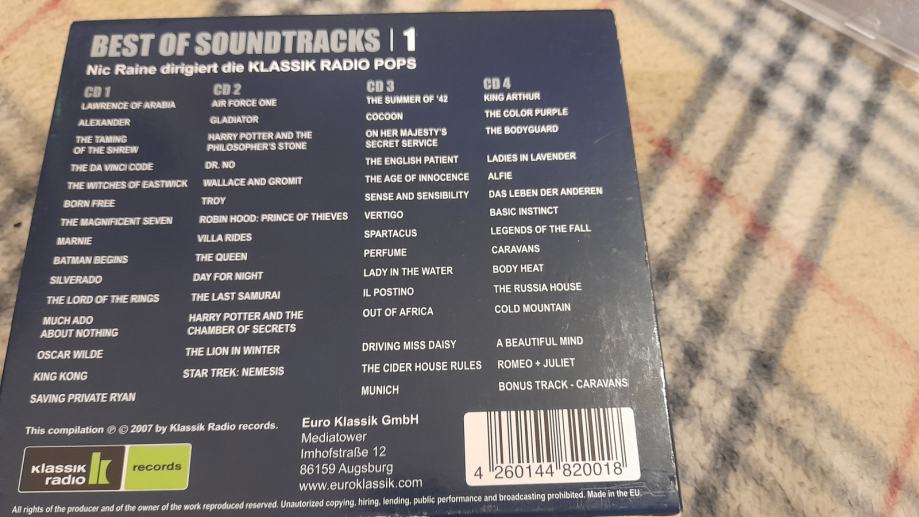 BEST OF SOUNDTRACKS | 1
Nic Raine dirigiert die KLASSIK RADIO POPS
CD 1
LAWRENCE OF ARABIA
ALEXANDER
THE TAMING
OF THE SHREW
THE DA VINCI CODE
THE WITCHES OF EASTWICK
BORN FREE
THE MAGNIFICENT SEVEN
MARNIE
BATMAN BEGINS
SILVERADO
THE LORD OF THE RINGS
MUCH ADO
ABOUT NOTHING
OSCAR WILDE
KING KONG
SAVING PRIVATE RYAN
CD 2
AIR FORCE ONE
GLADIATOR
HARRY POTTER AND THE
PHILOSOPHER'S STONE
DR. NO
WALLACE AND GROMIT
TROY
ROBIN HOOD: PRINCE OF THIEVES
VILLA RIDES
THE QUEEN
DAY FOR NIGHT
THE LAST SAMURAI
HARRY POTTER AND THE
CHAMBER OF SECRETS
THE LION IN WINTER
STAR TREK: NEMESIS
CD 3
THE SUMMER OF '42
COCOON
ON HER MAJESTY'S
SECRET SERVICE
THE ENGLISH PATIENT
THE AGE OF INNOCENCE
SENSE AND SENSIBILITY
VERTIGO
SPARTACUS
PERFUME
LADY IN THE WATER
IL POSTINO
OUT OF AFRICA
DRIVING MISS DAISY
THE CIDER HOUSE RULES
MUNICH
CD 4
KING ARTHUR
THE COLOR PURPLE
THE BODYGUARD
LADIES IN LAVENDER
ALFIE
DAS LEBEN DER ANDEREN
BASIC INSTINCT
LEGENDS OF THE FALL
CARAVANS
BODY HEAT
THE RUSSIA HOUSE
COLD MOUNTAIN
A BEAUTIFUL MIND
ROMEO + JULIET
BONUS TRACK - CARAVANS
This compilation ℗ © 2007 by Klassik Radio records.
KLASSIK
radio
records
Euro Klassik GmbH
Mediatower
Imhofstraße 12
86159 Augsburg
www.euroklassik.com
4 260144 820018
All rights of the producer and of the owner of the work reproduced reserved. Unautorized copying, hiring, lending, public performance and broadcasting prohibited. Made in the EU